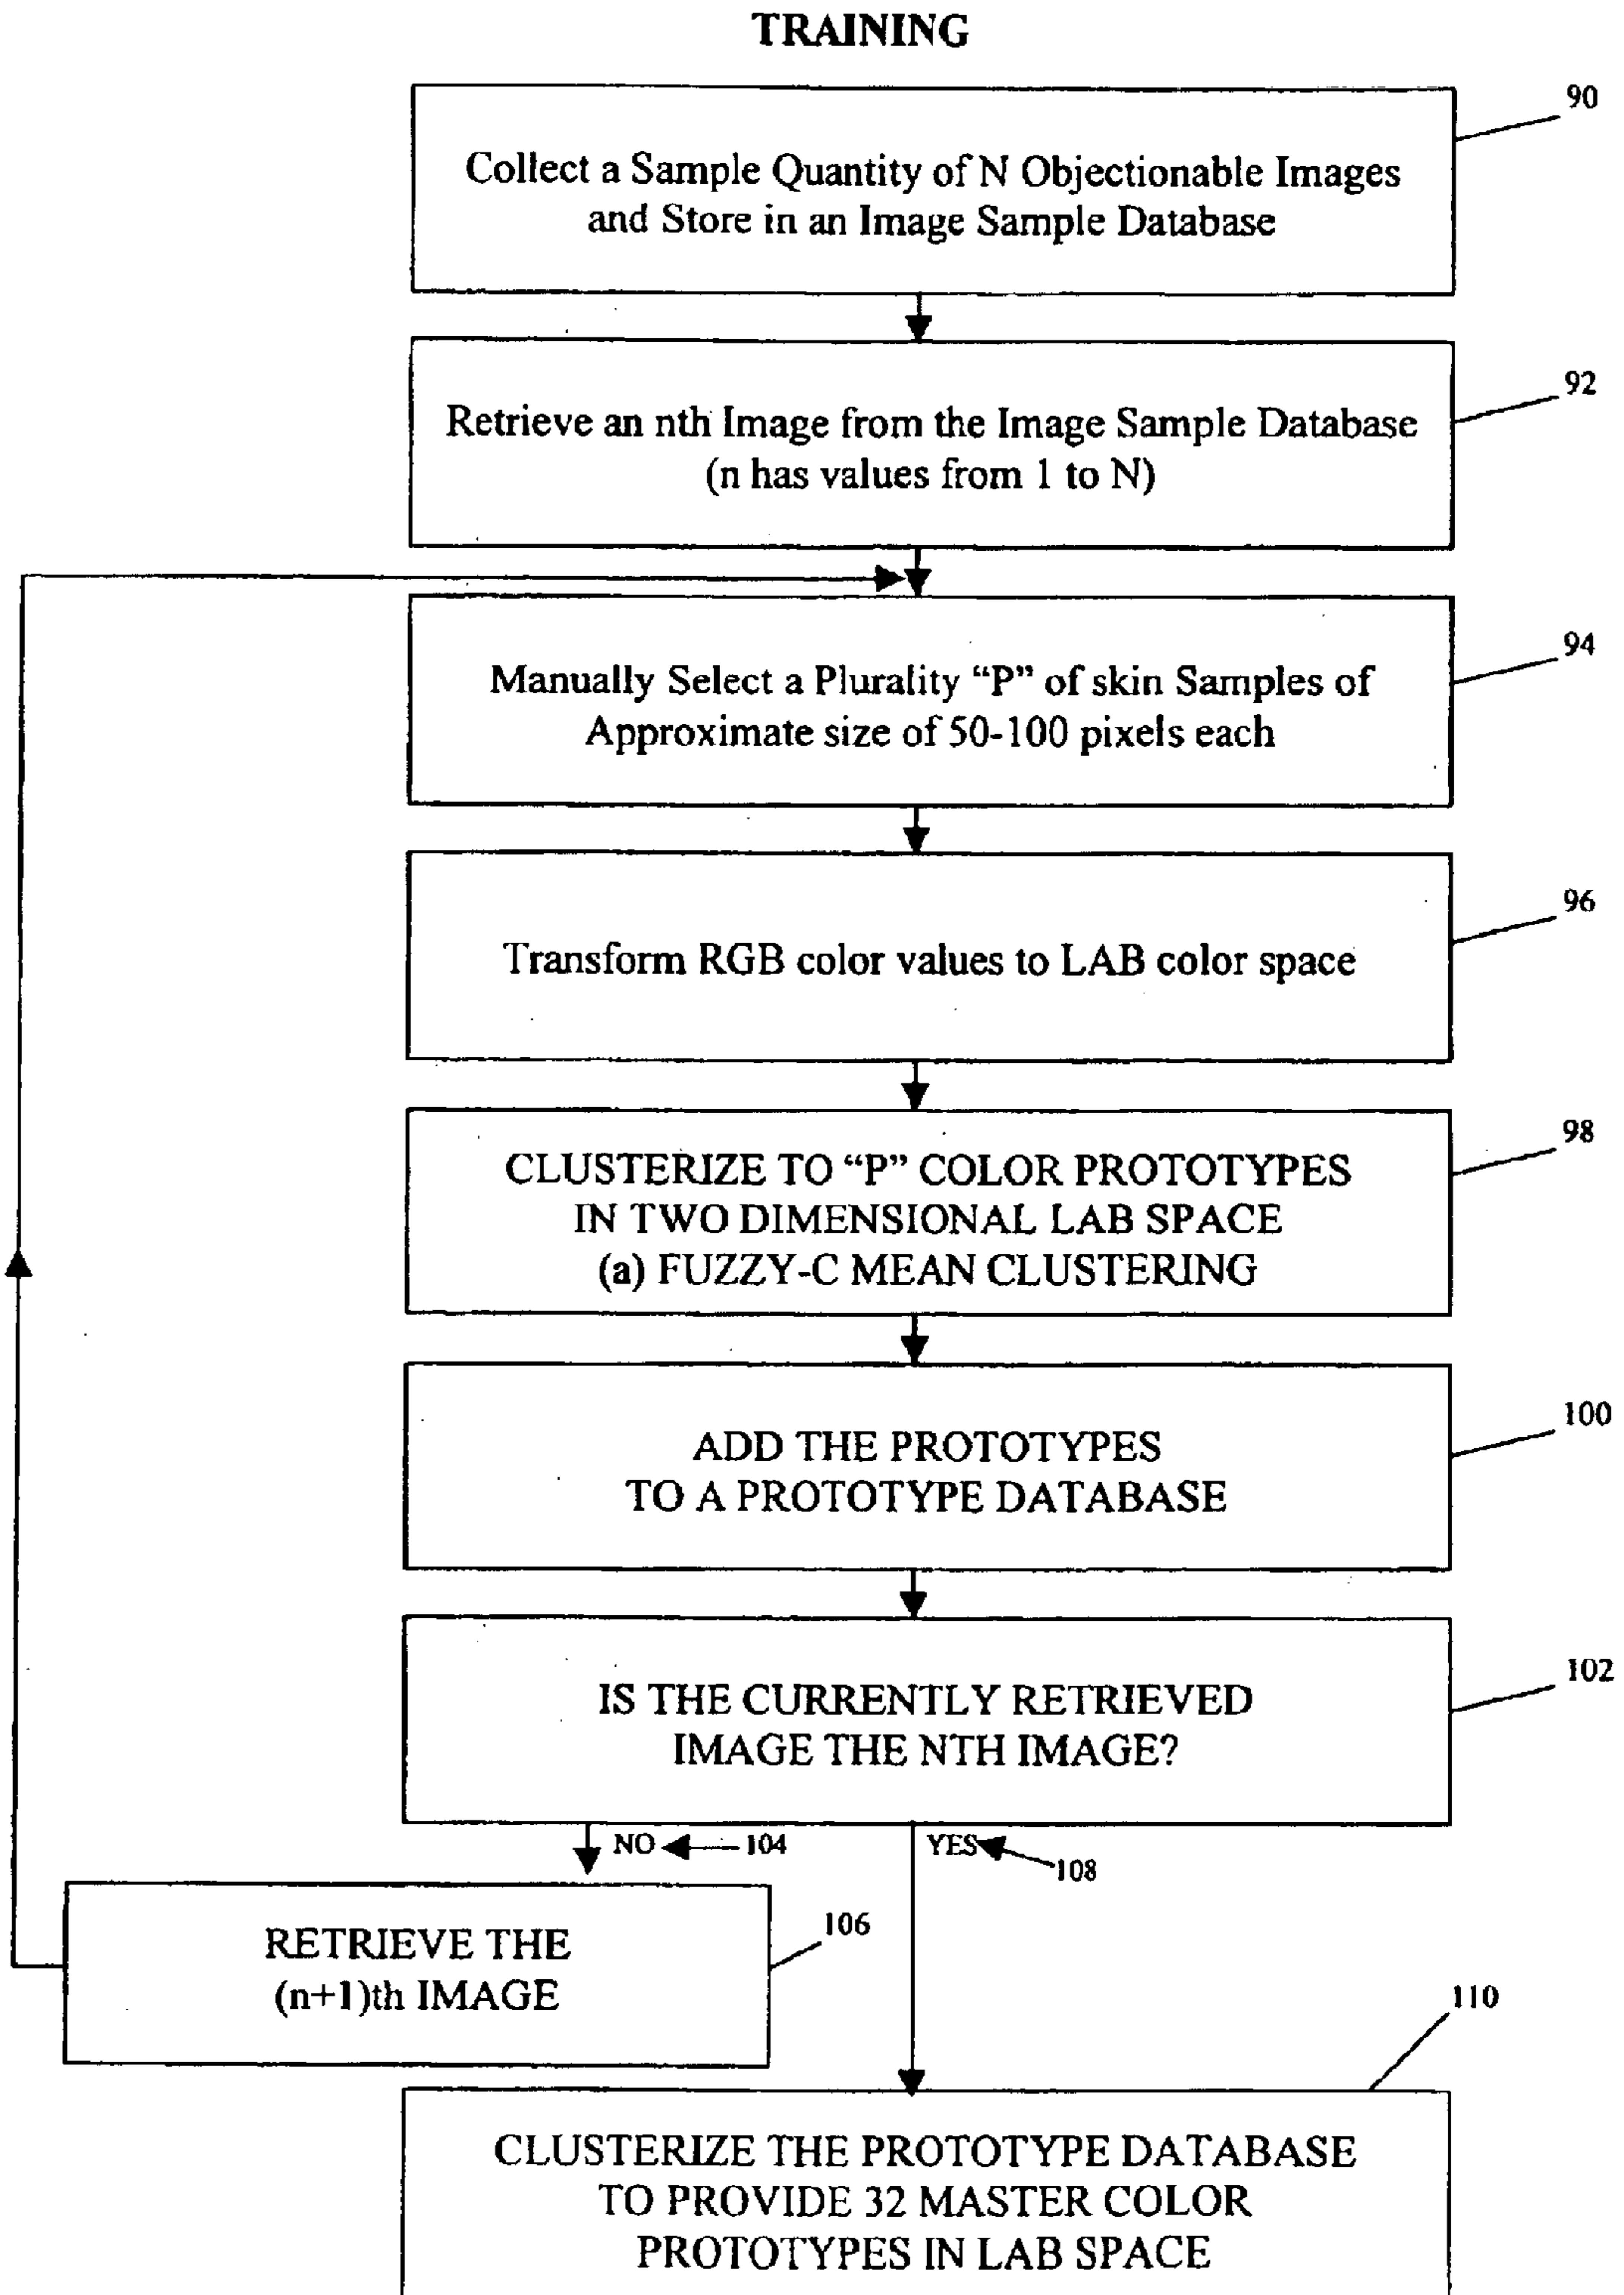 TRAINING
90
Collect a Sample Quantity of N Objectionable Images
and Store in an Image Sample Database
92
Retrieve an nth Image from the Image Sample Database
(n has values from 1 to N)
94
Manually Select a Plurality “P” of skin Samples of
Approximate size of 50-100 pixels each
96
Transform RGB color values to LAB color space
98
CLUSTERIZE TO “P” COLOR PROTOTYPES
IN TWO DIMENSIONAL LAB SPACE
(a) FUZZY-C MEAN CLUSTERING
100
ADD THE PROTOTYPES
TO A PROTOTYPE DATABASE
102
IS THE CURRENTLY RETRIEVED
IMAGE THE NTH IMAGE?
NO 104
YES 108
106
RETRIEVE THE
(n+1)th IMAGE
110
CLUSTERIZE THE PROTOTYPE DATABASE
TO PROVIDE 32 MASTER COLOR
PROTOTYPES IN LAB SPACE